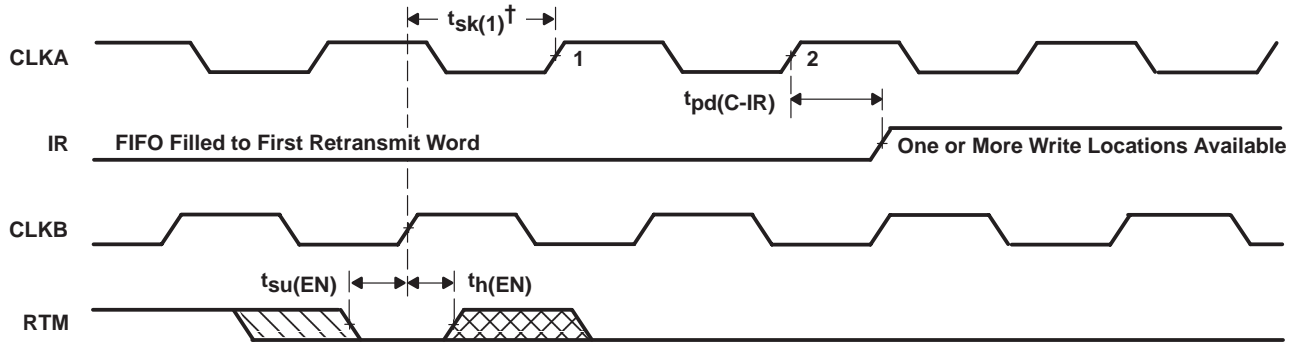 tsk(1)†
CLKA
1
2
tpd(C-IR)
IR
FIFO Filled to First Retransmit Word
One or More Write Locations Available
CLKB
tsu(EN)
th(EN)
RTM